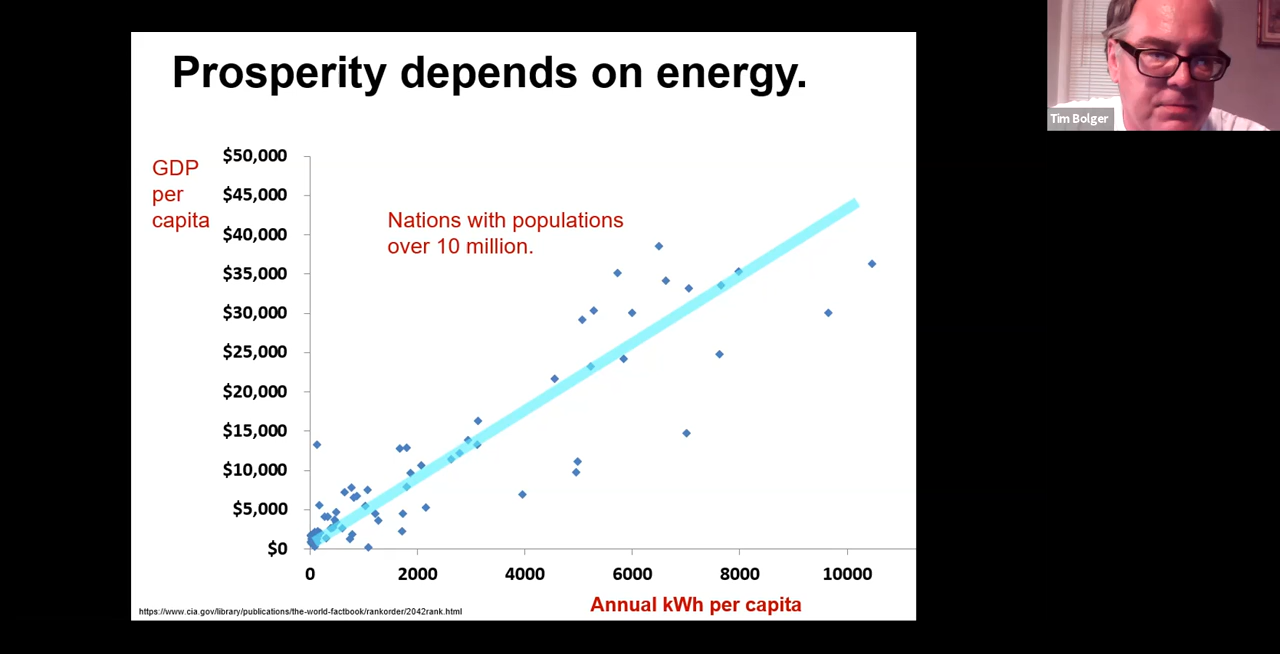 Prosperity depends on energy.
GDP
per
capita
$50,000
$45,000
$40,000
$35,000
$30,000
$25,000
$20,000
$15,000
$10,000
$5,000
$0
Nations with populations
over 10 million.
0 2000 4000 6000 8000 10000
Annual kWh per capita
https://www.cia.gov/library/publications/the-world-factbook/rankorder/2042rank.html
Tim Bolger